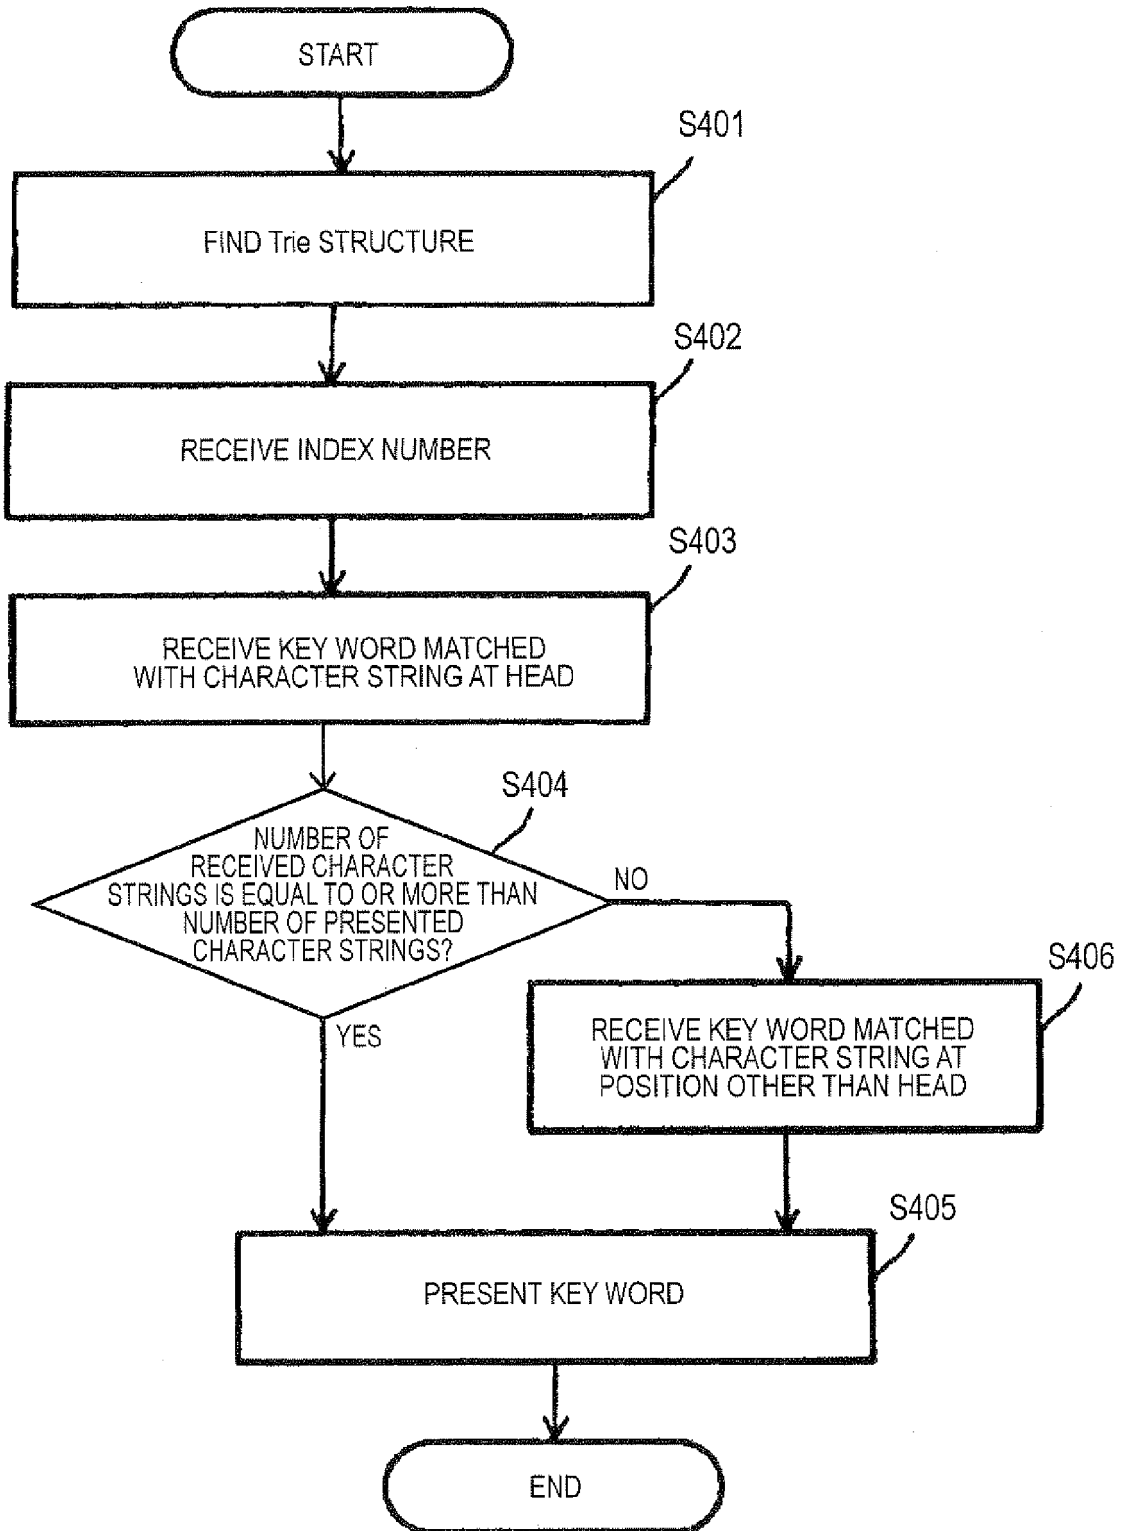 START
S401
FIND Trie STRUCTURE
S402
RECEIVE INDEX NUMBER
S403
RECEIVE KEY WORD MATCHED
WITH CHARACTER STRING AT HEAD
S404
NUMBER OF
RECEIVED CHARACTER
STRINGS IS EQUAL TO OR MORE THAN
NUMBER OF PRESENTED
CHARACTER STRINGS?
NO
YES
S406
RECEIVE KEY WORD MATCHED
WITH CHARACTER STRING AT
POSITION OTHER THAN HEAD
S405
PRESENT KEY WORD
END